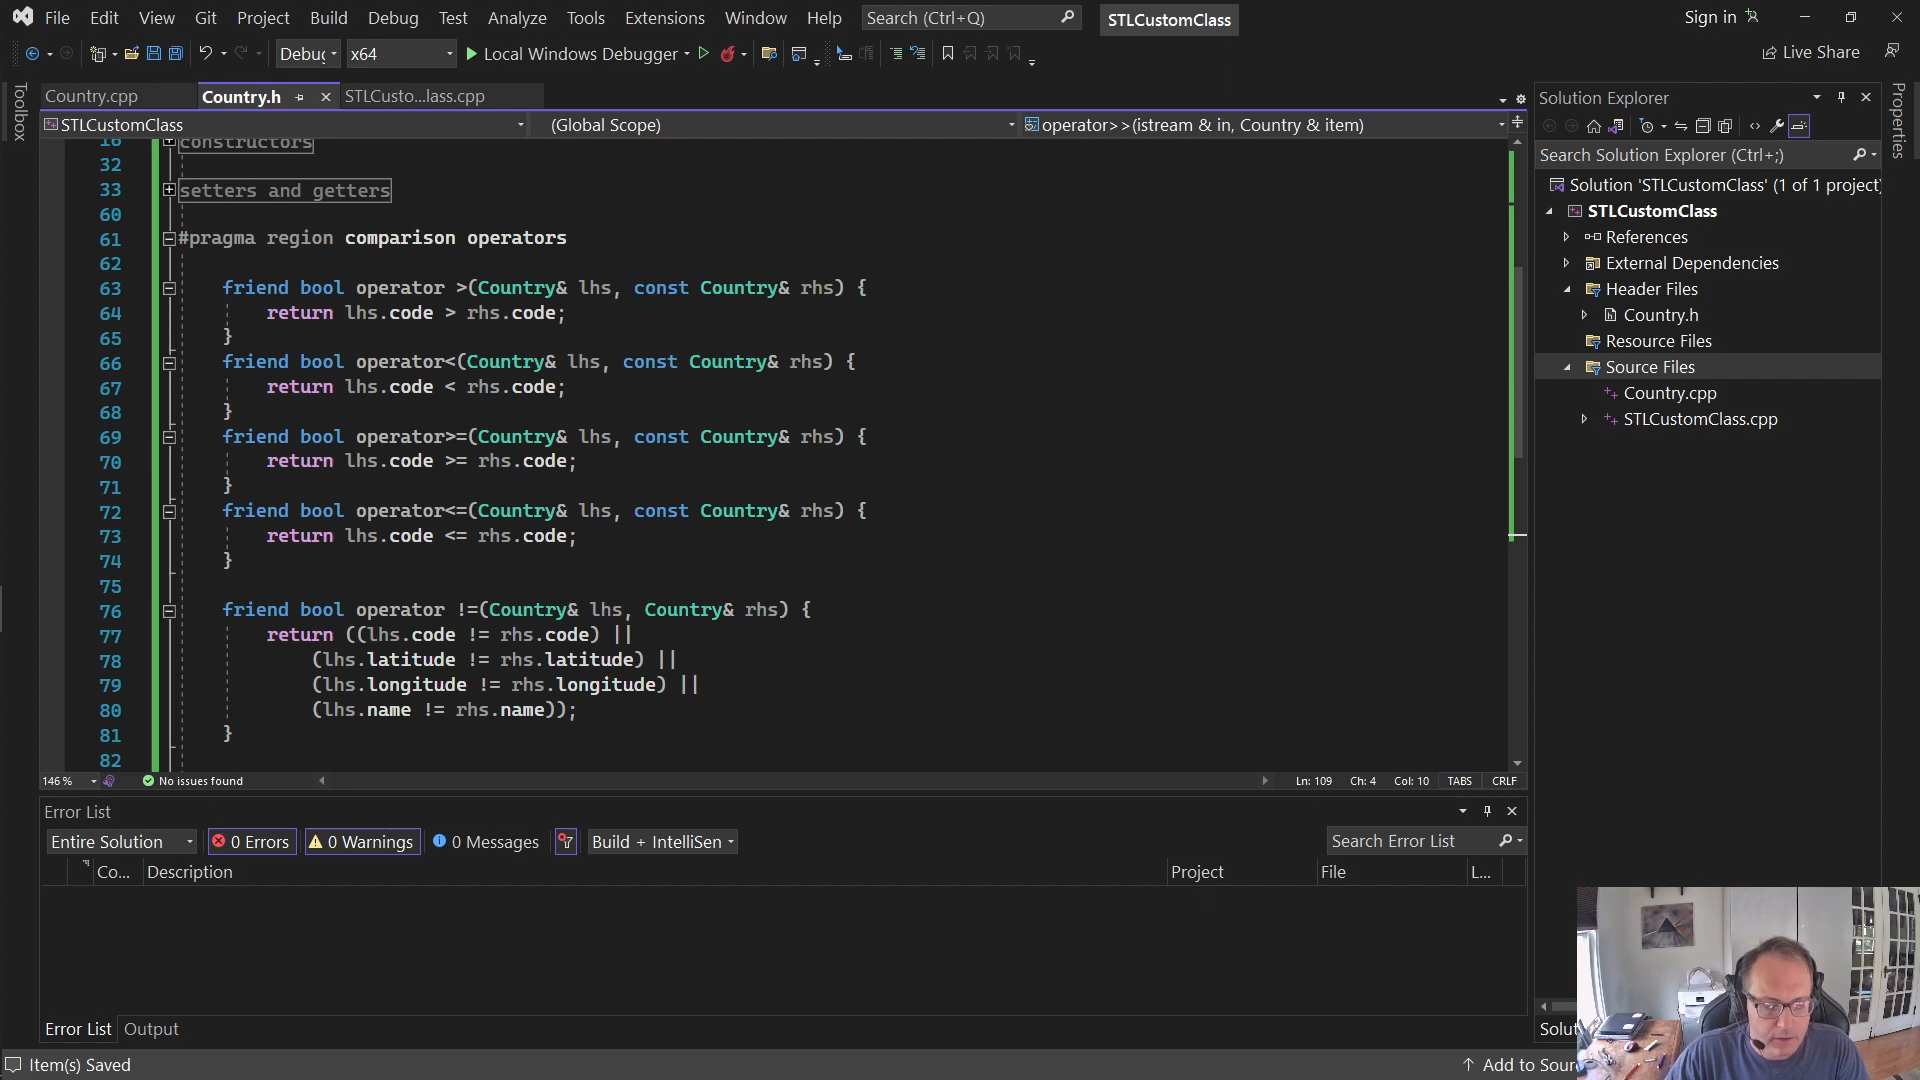 File Edit View Git Project Build Debug Test Analyze Tools Extensions Window Help Search (Ctrl+Q) STLCustomClass Sign in
Debug x64 Local Windows Debugger Live Share
Toolbox
Country.cpp Country.h STLCusto...lass.cpp
STLCustomClass (Global Scope) operator>>(istream & in, Country & item)
16 constructors
32
33 setters and getters
60
61 #pragma region comparison operators
62
63 friend bool operator >(Country& lhs, const Country& rhs) {
64 return lhs.code > rhs.code;
65 }
66 friend bool operator<(Country& lhs, const Country& rhs) {
67 return lhs.code < rhs.code;
68 }
69 friend bool operator>=(Country& lhs, const Country& rhs) {
70 return lhs.code >= rhs.code;
71 }
72 friend bool operator<=(Country& lhs, const Country& rhs) {
73 return lhs.code <= rhs.code;
74 }
75
76 friend bool operator !=(Country& lhs, Country& rhs) {
77 return ((lhs.code != rhs.code) ||
78 (lhs.latitude != rhs.latitude) ||
79 (lhs.longitude != rhs.longitude) ||
80 (lhs.name != rhs.name));
81 }
82
146 % No issues found Ln: 109 Ch: 4 Col: 10 TABS CRLF
Error List
Entire Solution 0 Errors 0 Warnings 0 Messages Build + IntelliSen Search Error List
Co... Description Project File L...
Error List Output
Item(s) Saved Add to Sour
Solution Explorer
Search Solution Explorer (Ctrl+;)
Solution 'STLCustomClass' (1 of 1 project)
STLCustomClass
References
External Dependencies
Header Files
Country.h
Resource Files
Source Files
Country.cpp
STLCustomClass.cpp
Solut
Properties